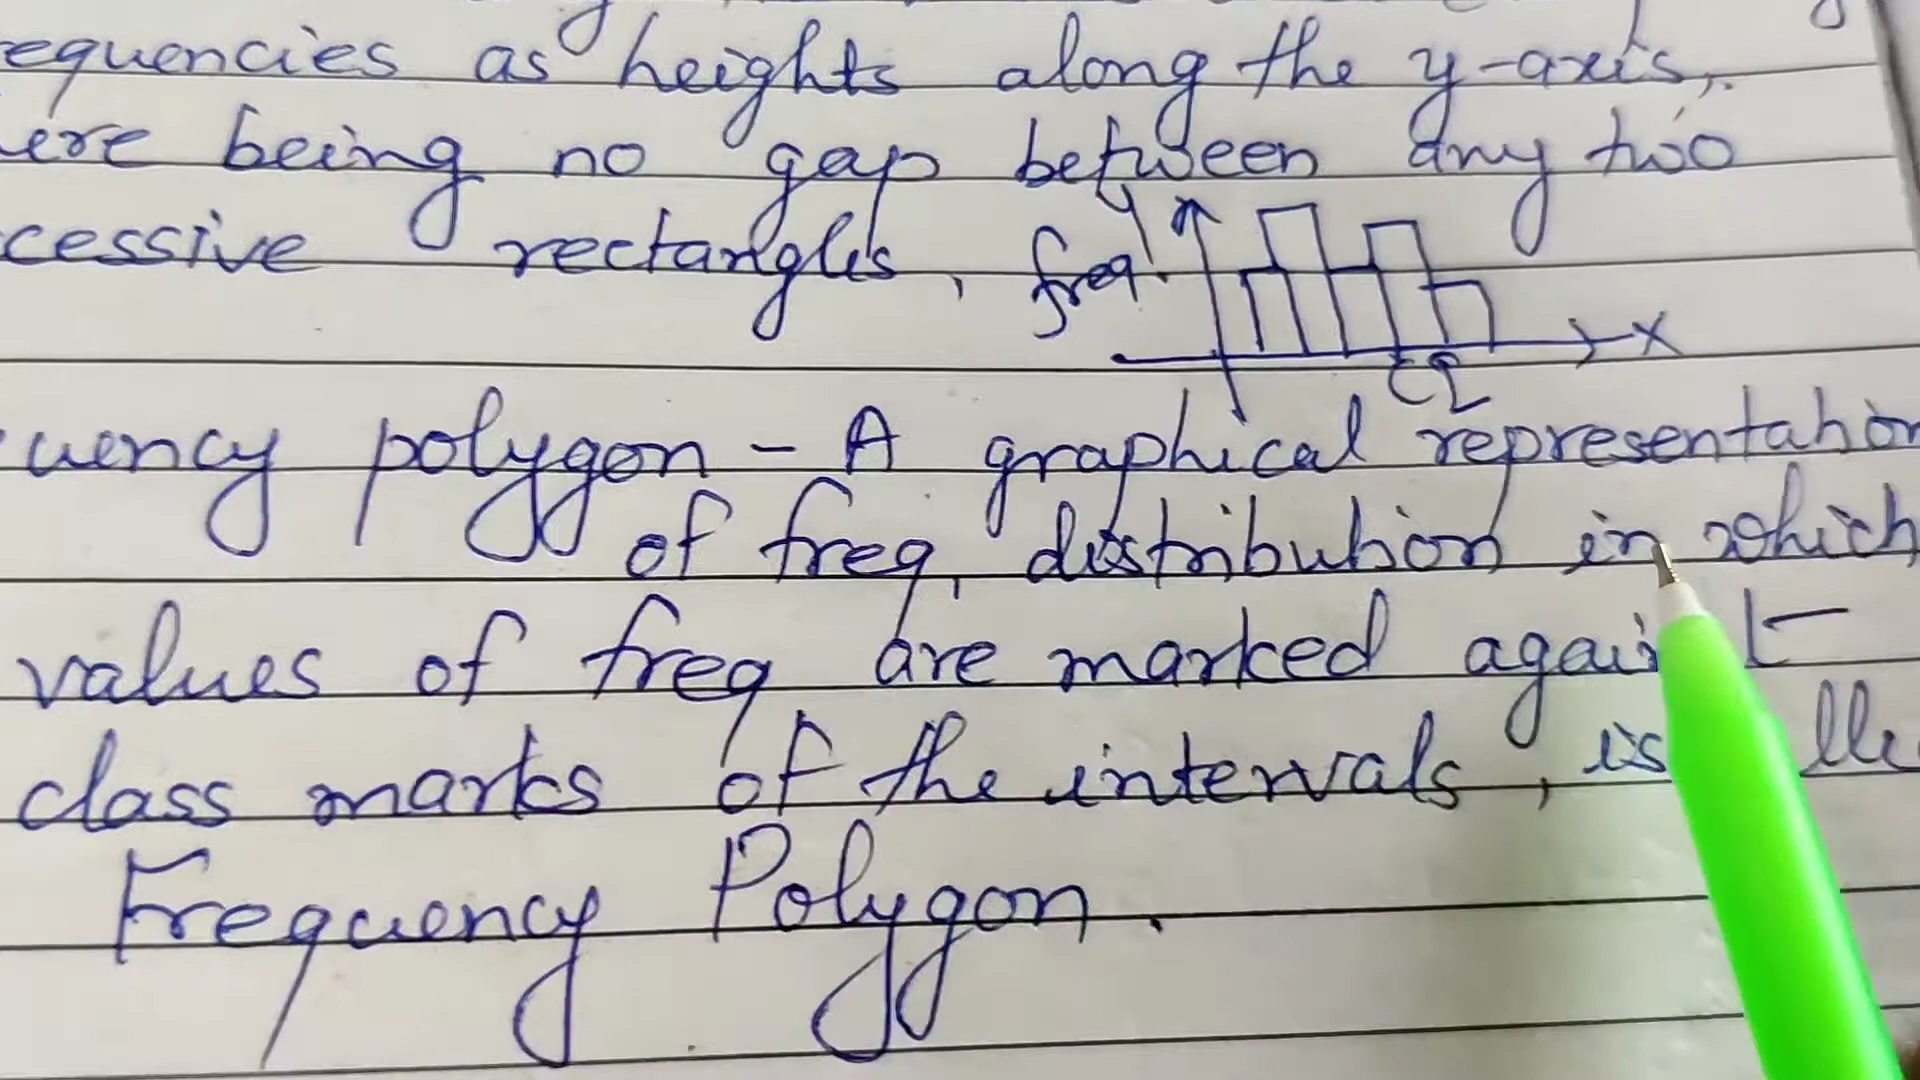 equencies as heights along the y-axis,
ere being no gap between any two
cessive rectangles,
y
freq.
X
CI
uency polygon - A graphical representation
of freq. distribution in which
values of freq are marked against
class marks of the intervals, is
Frequency Polygon.